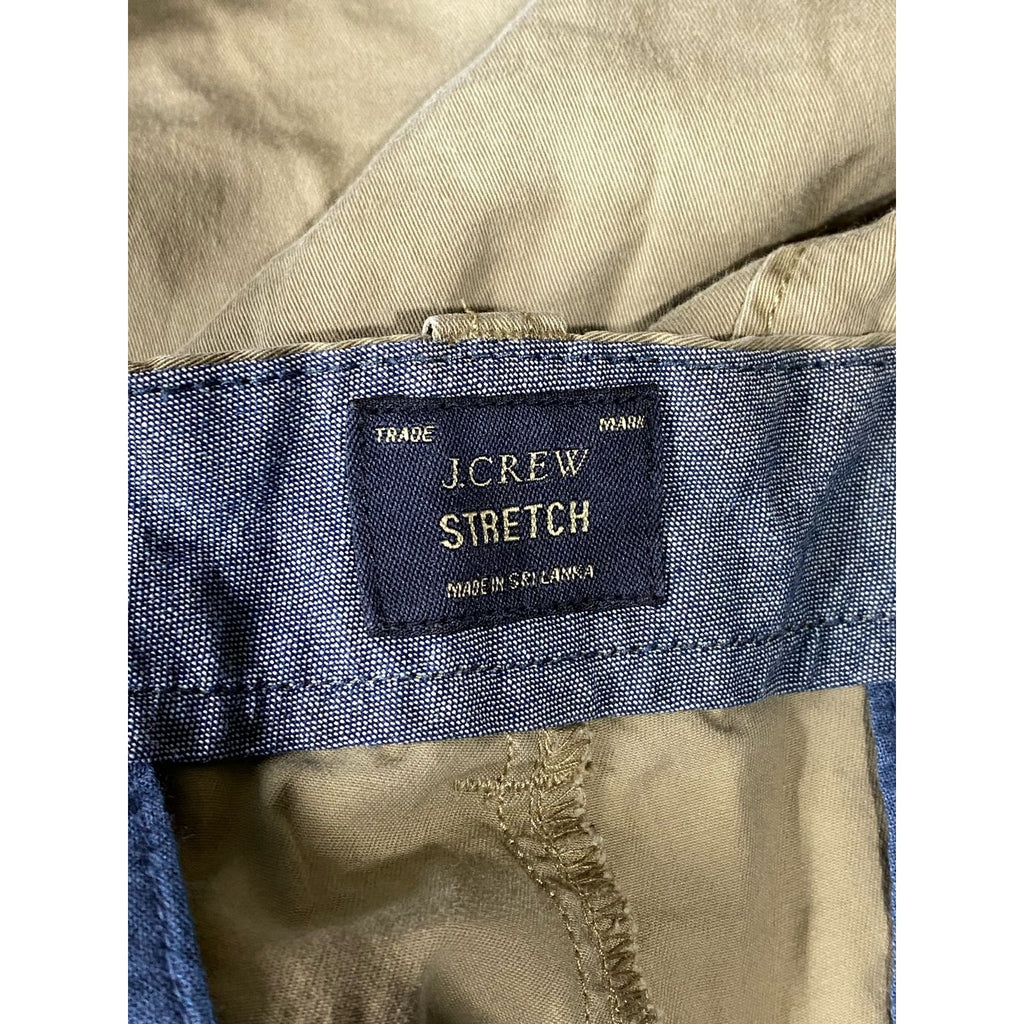 TRADE MARK
J.CREW
STRETCH
MADE IN SRI LANKA